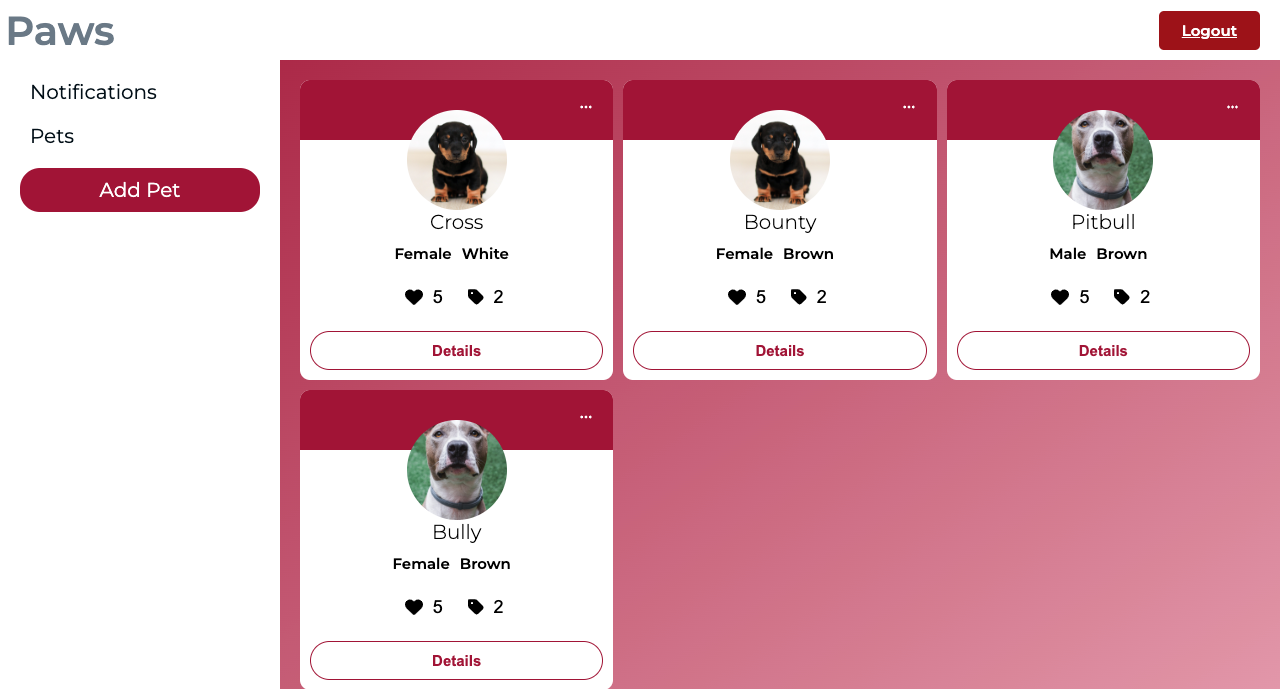 Paws
Logout
Notifications
Pets
Add Pet
...
Cross
Female White
5 2
Details
...
Bounty
Female Brown
5 2
Details
...
Pitbull
Male Brown
5 2
Details
...
Bully
Female Brown
5 2
Details